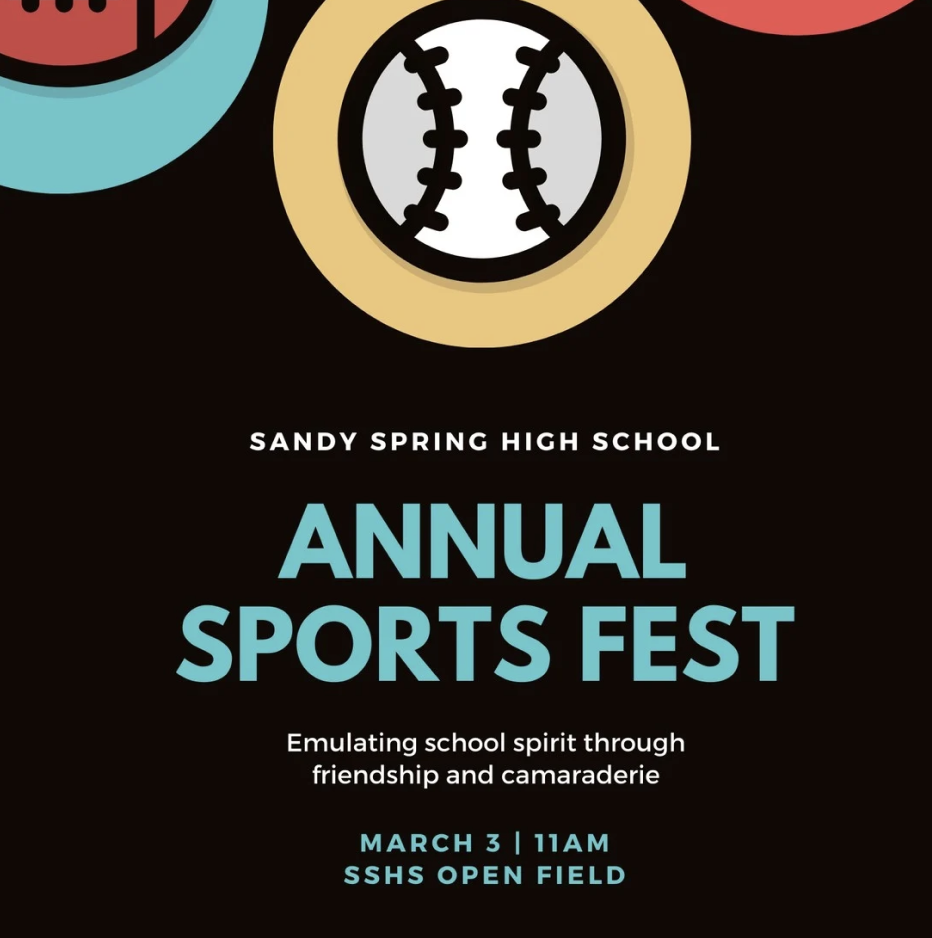 SANDY SPRING HIGH SCHOOL
ANNUAL
SPORTS FEST
Emulating school spirit through
friendship and camaraderie
MARCH 3 | 11AM
SSHS OPEN FIELD